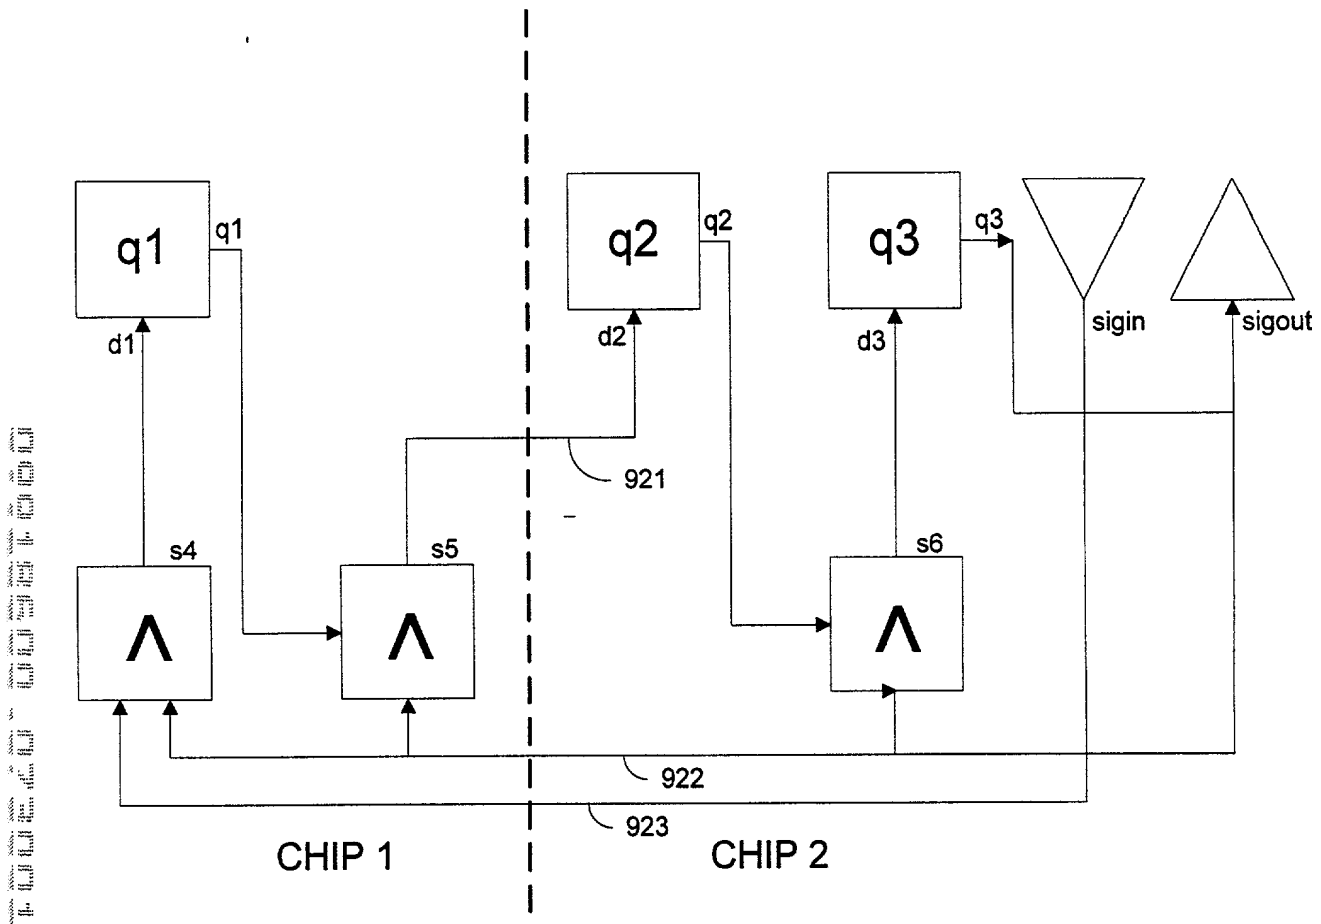 q1
q1
d1
q2
q2
d2
q3
q3
d3
sigin
sigout
921
s4
Λ
s5
Λ
s6
Λ
922
923
CHIP 1
CHIP 2